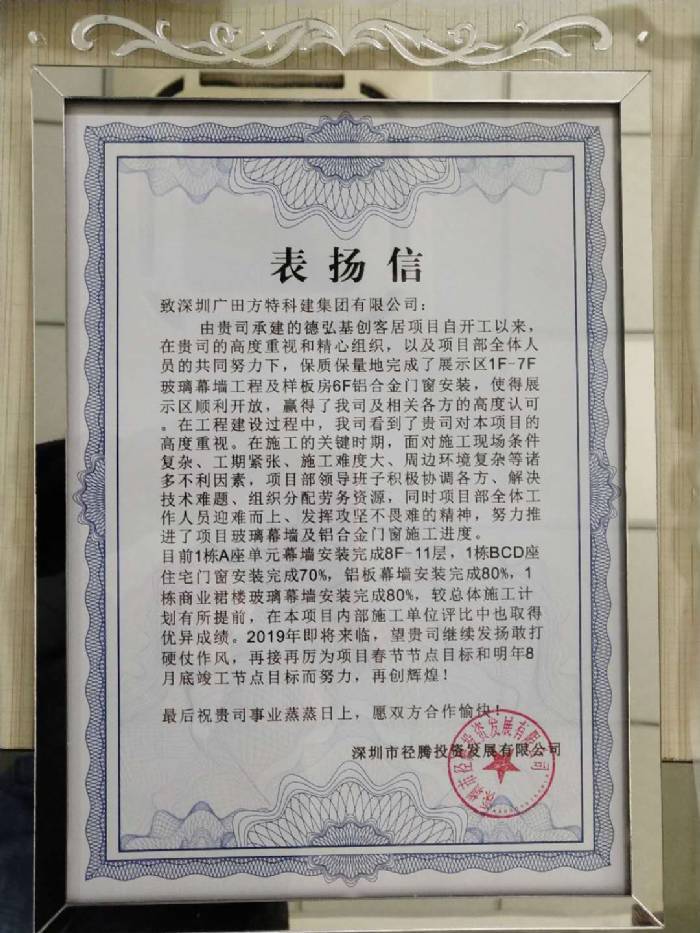 表扬信
致深圳广田方特科建集团有限公司：
由贵司承建的德弘基创客居项目自开工以来，
在贵司的高度重视和精心组织，以及项目部全体人
员的共同努力下，保质保量地完成了展示区1F-7F
玻璃幕墙工程及样板房6F铝合金门窗安装，使得展
示区顺利开放，赢得了我司及相关各方的高度认可
。在工程建设过程中，我司看到了贵司对本项目的
高度重视。在施工的关键时期，面对施工现场条件
复杂、工期紧张、施工难度大、周边环境复杂等诸
多不利因素，项目部领导班子积极协调各方、解决
技术难题、组织分配劳务资源，同时项目部全体工
作人员迎难而上、发挥攻坚不畏难的精神，努力推
进了项目玻璃幕墙及铝合金门窗施工进度。
目前1栋A座单元幕墙安装完成8F-11层，1栋BCD座
住宅门窗安装完成70%，铝板幕墙安装完成80%，1
栋商业裙楼玻璃幕墙安装完成80%，较总体施工计
划有所提前，在本项目内部施工单位评比中也取得
优异成绩。2019年即将来临，望贵司继续发扬敢打
硬仗作风，再接再厉为项目春节节点目标和明年8
月底竣工节点目标而努力，再创辉煌！
最后祝贵司事业蒸蒸日上，愿双方合作愉快！
深圳市径腾投资发展有限公司
深圳市径腾投资发展有限公司